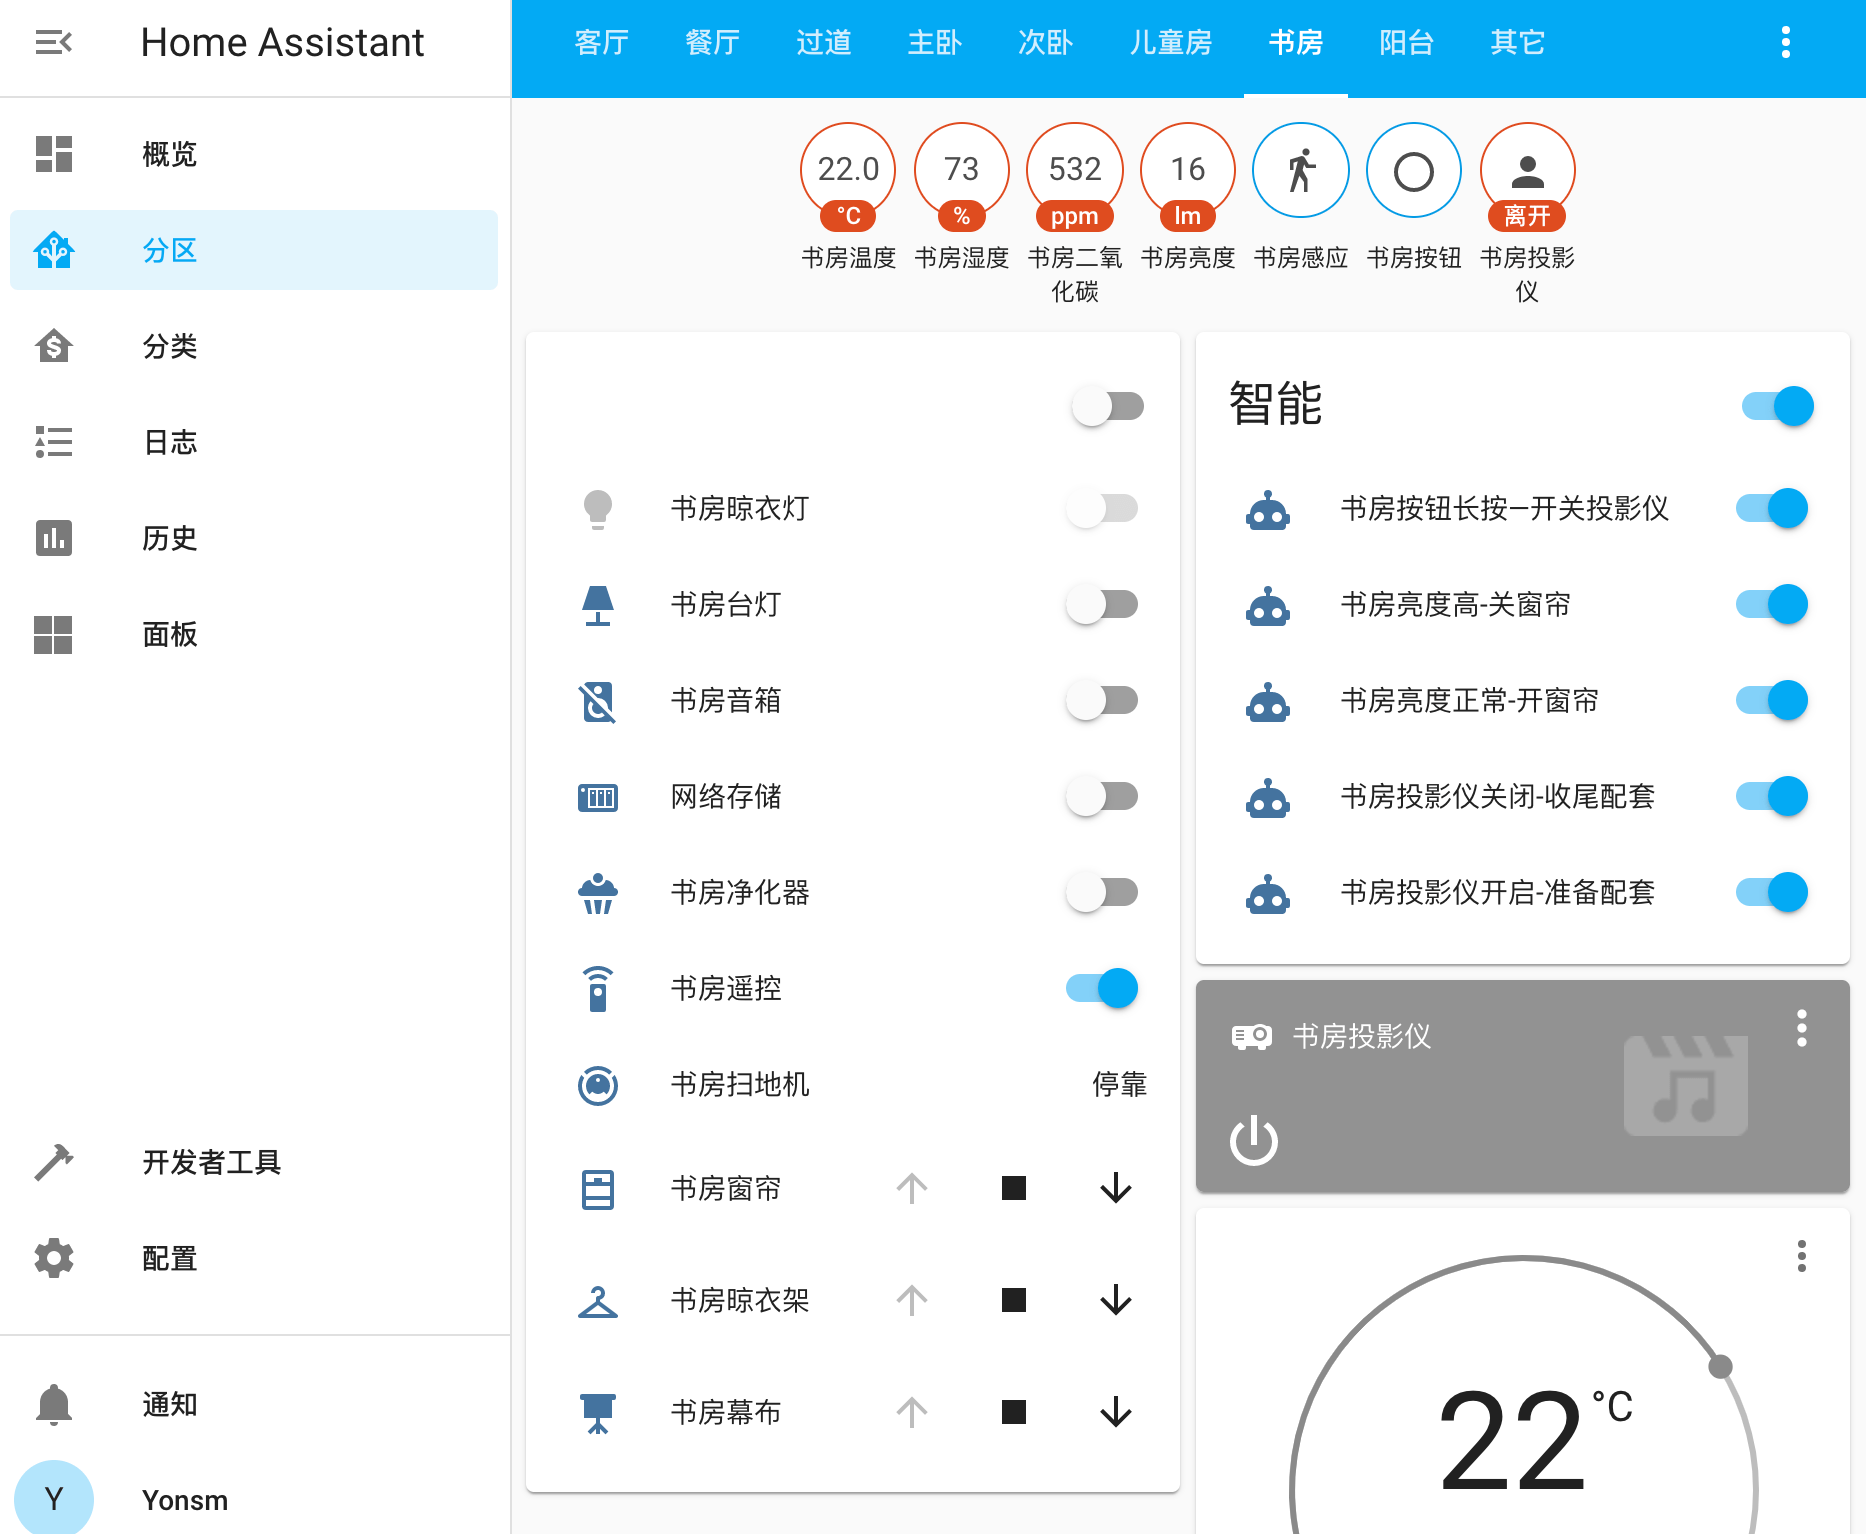 Home Assistant
概览
分区
分类
日志
历史
面板
开发者工具
配置
通知
Y
Yonsm
客厅 餐厅 过道 主卧 次卧 儿童房 书房 阳台 其它
22.0 73 532 16
°C % ppm lm 离开
书房温度 书房湿度 书房二氧 书房亮度 书房感应 书房按钮 书房投影
化碳 仪
书房晾衣灯
书房台灯
书房音箱
网络存储
书房净化器
书房遥控
书房扫地机 停靠
书房窗帘
书房晾衣架
书房幕布
智能
书房按钮长按–开关投影仪
书房亮度高-关窗帘
书房亮度正常-开窗帘
书房投影仪关闭-收尾配套
书房投影仪开启-准备配套
书房投影仪
22 °C